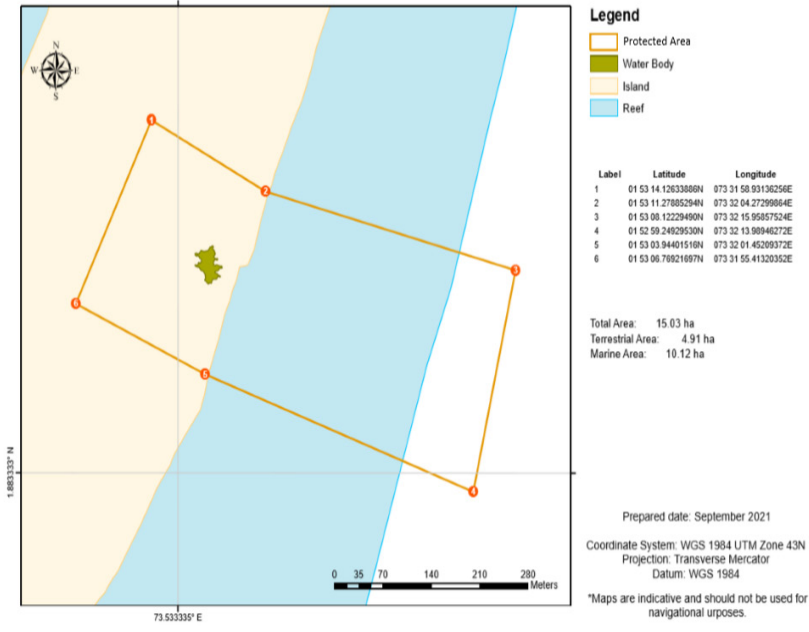 N
W E
S
1
2
3
4
5
6
1.883333° N
73.533335° E
0 35 70 140 210 280
Meters
Legend
Protected Area
Water Body
Island
Reef
Label Latitude Longitude
1 01 53 14.12633886N 073 31 58.93136256E
2 01 53 11.27885294N 073 32 04.27299864E
3 01 53 08.12229490N 073 32 15.95857524E
4 01 52 59.24929530N 073 32 13.98946272E
5 01 53 03.94401516N 073 32 01.45209372E
6 01 53 06.76921697N 073 31 55.41320352E
Total Area: 15.03 ha
Terrestrial Area: 4.91 ha
Marine Area: 10.12 ha
Prepared date: September 2021
Coordinate System: WGS 1984 UTM Zone 43N
Projection: Transverse Mercator
Datum: WGS 1984
*Maps are indicative and should not be used for
navigational urposes.